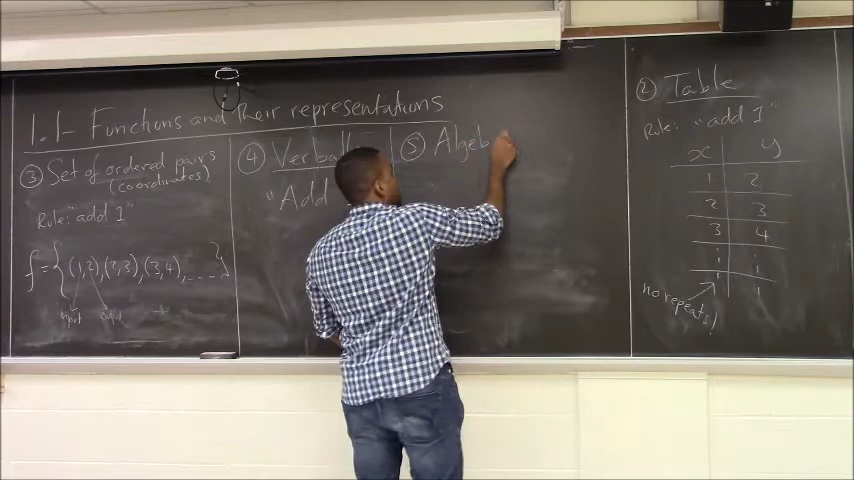 1.1- Functions and their representations
③ Set of ordered pairs
(coordinates)
Rule: "add 1"
f = { (1,2), (2,3), (3,4), ..... }
input output
④ Verbal
"Add
⑤ Algeb
② Table
Rule: "add 1"
x y
1 2
2 3
3 4
no repeats!